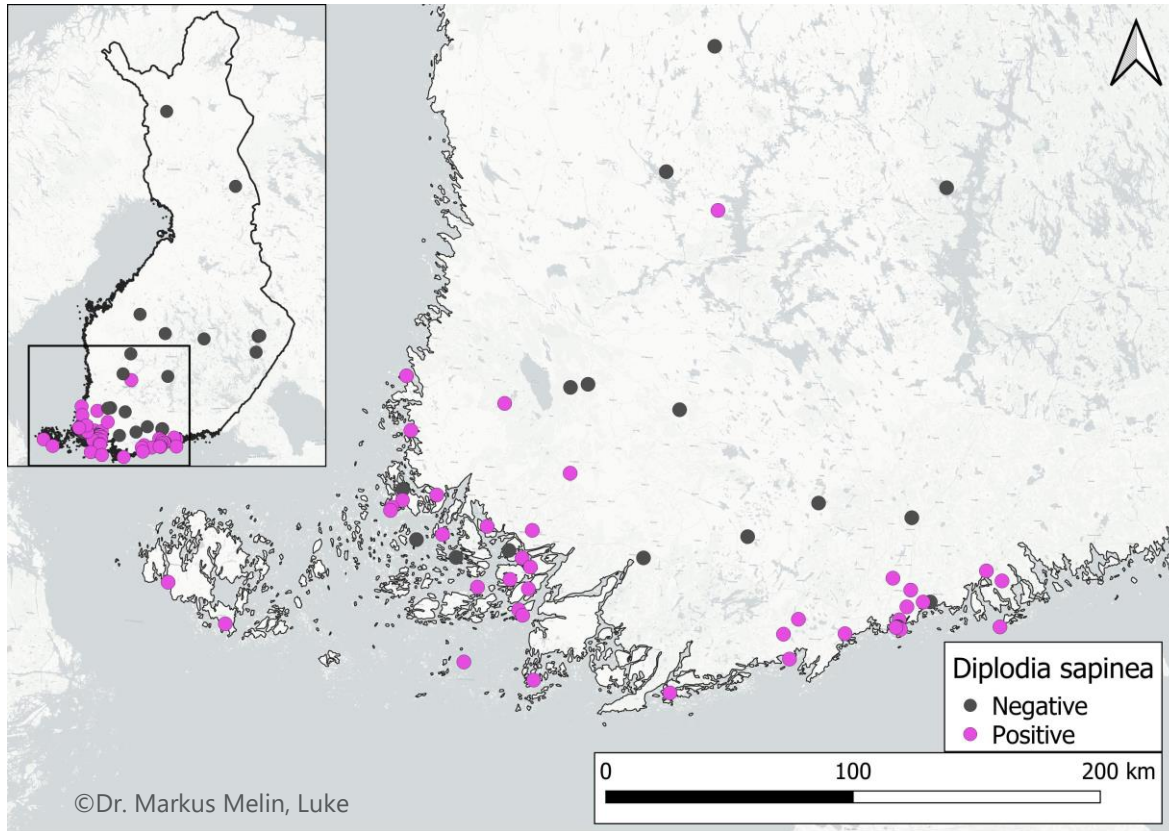 Diplodia sapinea
Negative
Positive
0 100 200 km
©Dr. Markus Melin, Luke